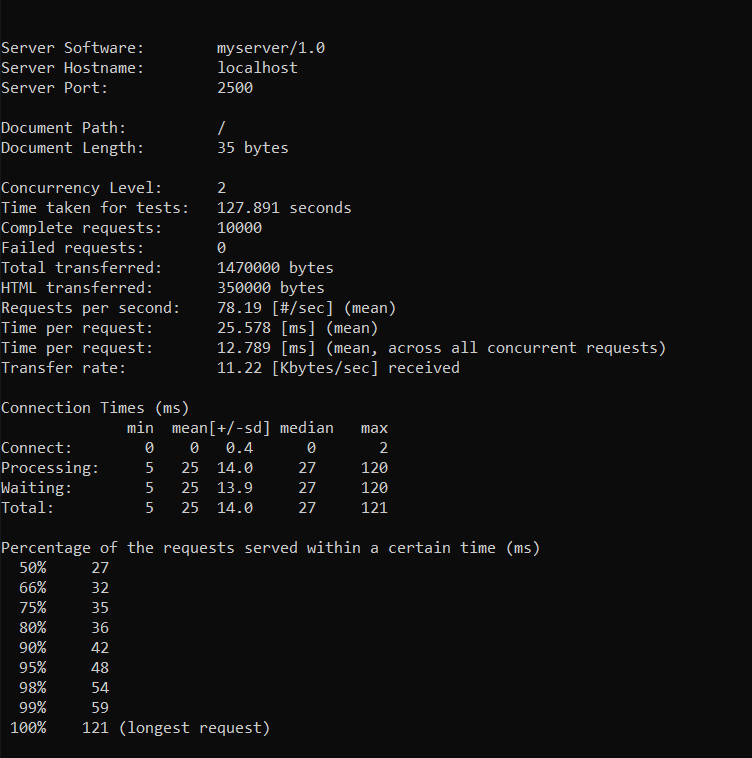 Server Software:        myserver/1.0
Server Hostname:        localhost
Server Port:            2500

Document Path:          /
Document Length:        35 bytes

Concurrency Level:      2
Time taken for tests:   127.891 seconds
Complete requests:      10000
Failed requests:        0
Total transferred:      1470000 bytes
HTML transferred:       350000 bytes
Requests per second:    78.19 [#/sec] (mean)
Time per request:       25.578 [ms] (mean)
Time per request:       12.789 [ms] (mean, across all concurrent requests)
Transfer rate:          11.22 [Kbytes/sec] received

Connection Times (ms)
              min  mean[+/-sd] median   max
Connect:        0    0   0.4      0       2
Processing:     5   25  14.0     27     120
Waiting:        5   25  13.9     27     120
Total:          5   25  14.0     27     121

Percentage of the requests served within a certain time (ms)
  50%     27
  66%     32
  75%     35
  80%     36
  90%     42
  95%     48
  98%     54
  99%     59
 100%    121 (longest request)